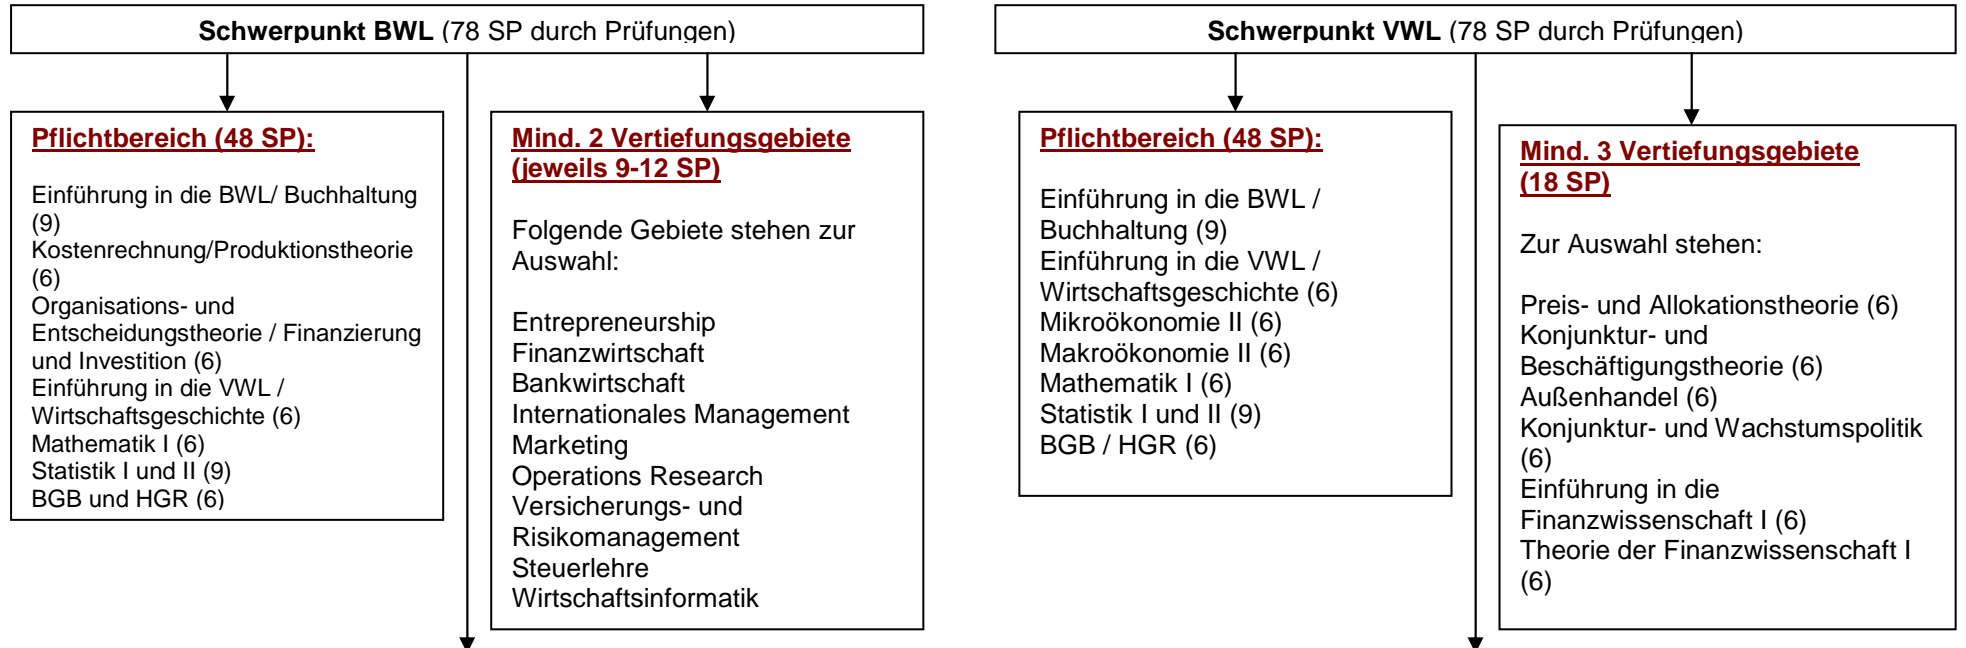 Schwerpunkt BWL (78 SP durch Prüfungen)
Pflichtbereich (48 SP):
Einführung in die BWL/ Buchhaltung
(9)
Kostenrechnung/Produktionstheorie
(6)
Organisations- und
Entscheidungstheorie / Finanzierung
und Investition (6)
Einführung in die VWL /
Wirtschaftsgeschichte (6)
Mathematik I (6)
Statistik I und II (9)
BGB und HGR (6)
Mind. 2 Vertiefungsgebiete
(jeweils 9-12 SP)
Folgende Gebiete stehen zur
Auswahl:
Entrepreneurship
Finanzwirtschaft
Bankwirtschaft
Internationales Management
Marketing
Operations Research
Versicherungs- und
Risikomanagement
Steuerlehre
Wirtschaftsinformatik
Schwerpunkt VWL (78 SP durch Prüfungen)
Pflichtbereich (48 SP):
Einführung in die BWL /
Buchhaltung (9)
Einführung in die VWL /
Wirtschaftsgeschichte (6)
Mikroökonomie II (6)
Makroökonomie II (6)
Mathematik I (6)
Statistik I und II (9)
BGB / HGR (6)
Mind. 3 Vertiefungsgebiete
(18 SP)
Zur Auswahl stehen:
Preis- und Allokationstheorie (6)
Konjunktur- und
Beschäftigungstheorie (6)
Außenhandel (6)
Konjunktur- und Wachstumspolitik
(6)
Einführung in die
Finanzwissenschaft I (6)
Theorie der Finanzwissenschaft I
(6)